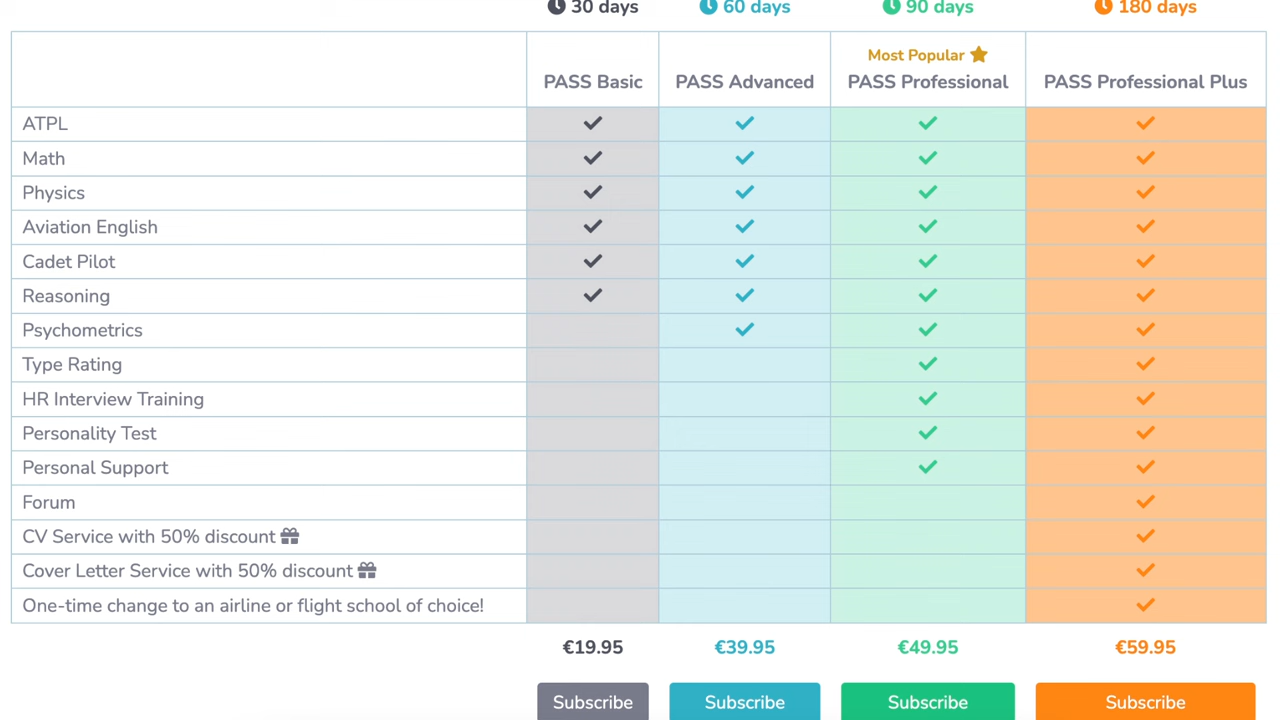 30 days 60 days 90 days 180 days
Most Popular
PASS Basic PASS Advanced PASS Professional PASS Professional Plus
ATPL
Math
Physics
Aviation English
Cadet Pilot
Reasoning
Psychometrics
Type Rating
HR Interview Training
Personality Test
Personal Support
Forum
CV Service with 50% discount
Cover Letter Service with 50% discount
One-time change to an airline or flight school of choice!
€19.95 €39.95 €49.95 €59.95
Subscribe Subscribe Subscribe Subscribe